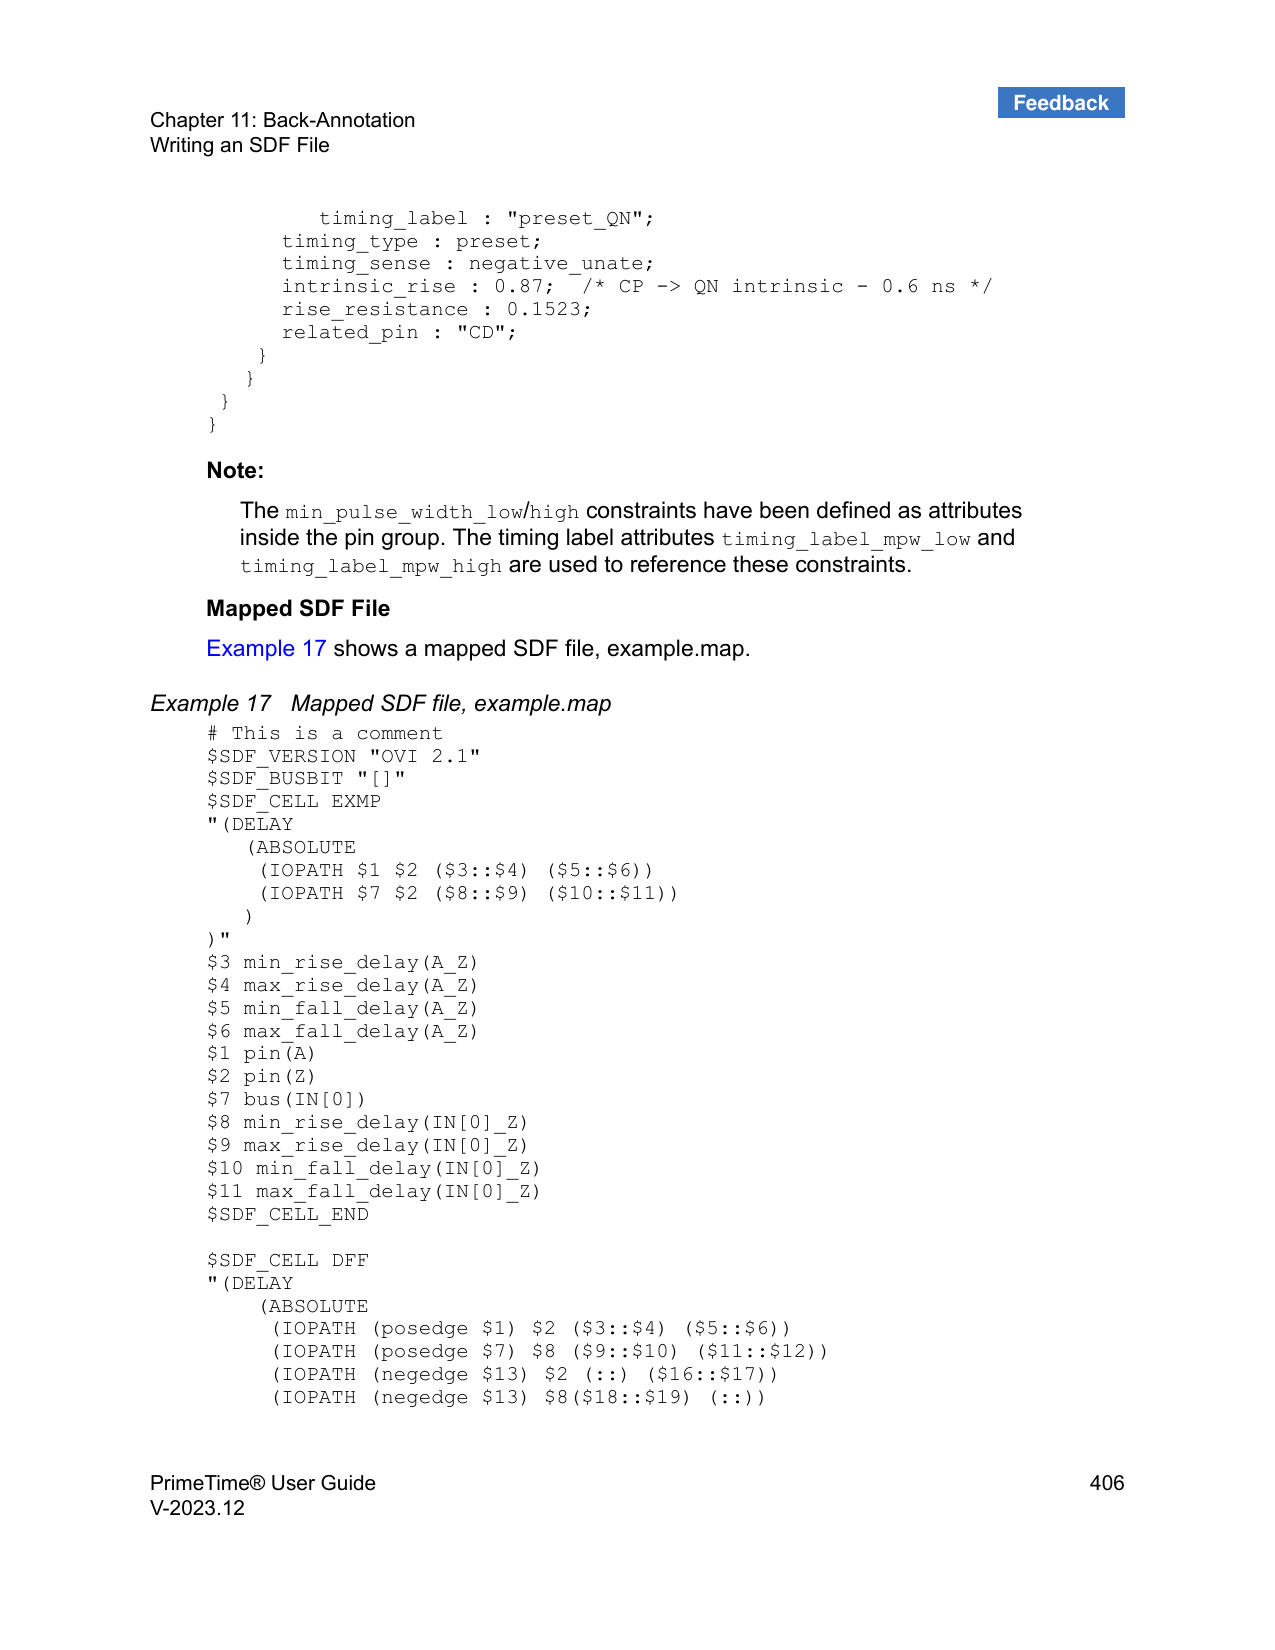 Feedback
Chapter 11: Back-Annotation
Writing an SDF File
timing_label : "preset_QN";
timing_type : preset;
timing_sense : negative_unate;
intrinsic_rise : 0.87;  /* CP -> QN intrinsic - 0.6 ns */
rise_resistance : 0.1523;
related_pin : "CD";
}
}
}
}
Note:
The min_pulse_width_low/high constraints have been defined as attributes
inside the pin group. The timing label attributes timing_label_mpw_low and
timing_label_mpw_high are used to reference these constraints.
Mapped SDF File
Example 17 shows a mapped SDF file, example.map.
Example 17   Mapped SDF file, example.map
# This is a comment
$SDF_VERSION "OVI 2.1"
$SDF_BUSBIT "[]"
$SDF_CELL EXMP
"(DELAY
(ABSOLUTE
(IOPATH $1 $2 ($3::$4) ($5::$6))
(IOPATH $7 $2 ($8::$9) ($10::$11))
)
)"
$3 min_rise_delay(A_Z)
$4 max_rise_delay(A_Z)
$5 min_fall_delay(A_Z)
$6 max_fall_delay(A_Z)
$1 pin(A)
$2 pin(Z)
$7 bus(IN[0])
$8 min_rise_delay(IN[0]_Z)
$9 max_rise_delay(IN[0]_Z)
$10 min_fall_delay(IN[0]_Z)
$11 max_fall_delay(IN[0]_Z)
$SDF_CELL_END
$SDF_CELL DFF
"(DELAY
(ABSOLUTE
(IOPATH (posedge $1) $2 ($3::$4) ($5::$6))
(IOPATH (posedge $7) $8 ($9::$10) ($11::$12))
(IOPATH (negedge $13) $2 (::) ($16::$17))
(IOPATH (negedge $13) $8($18::$19) (::))
PrimeTime® User Guide
406
V-2023.12